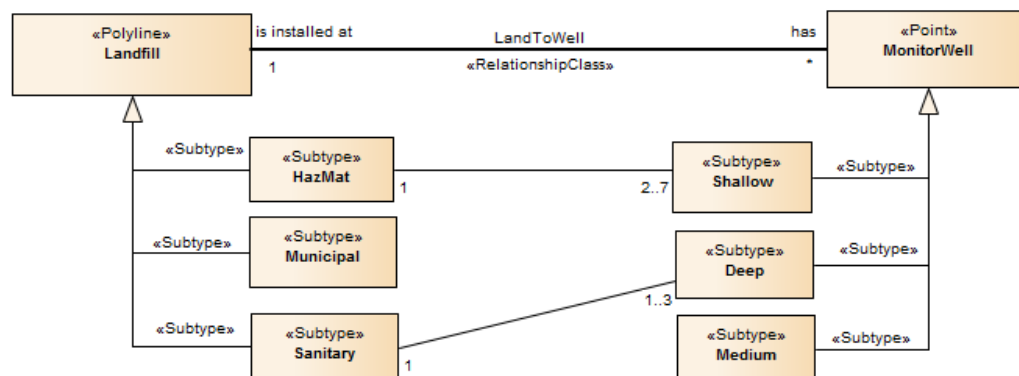 «Polyline»
Landfill
is installed at
1
LandToWell
«RelationshipClass»
has
*
«Point»
MonitorWell
«Subtype»
«Subtype»
HazMat
1
2..7
«Subtype»
Shallow
«Subtype»
«Subtype»
«Subtype»
Municipal
«Subtype»
Deep
1..3
«Subtype»
«Subtype»
«Subtype»
Sanitary
1
«Subtype»
Medium
«Subtype»